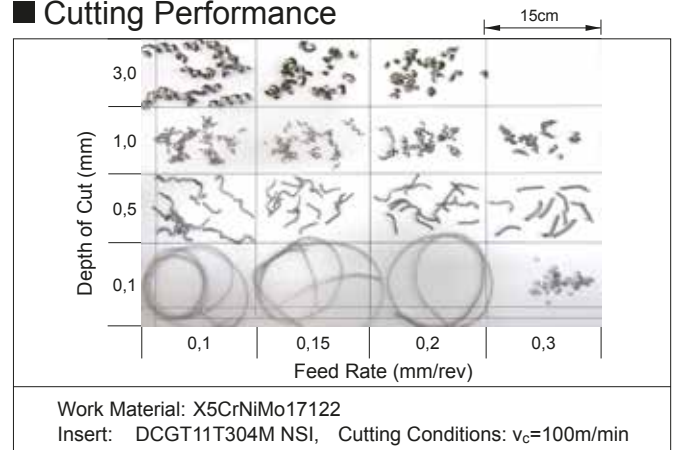 ■ Cutting Performance
15cm
3,0
1,0
0,5
0,1
Depth of Cut (mm)
0,1 0,15 0,2 0,3
Feed Rate (mm/rev)
Work Material: X5CrNiMo17122
Insert: DCGT11T304M NSI, Cutting Conditions: vc=100m/min